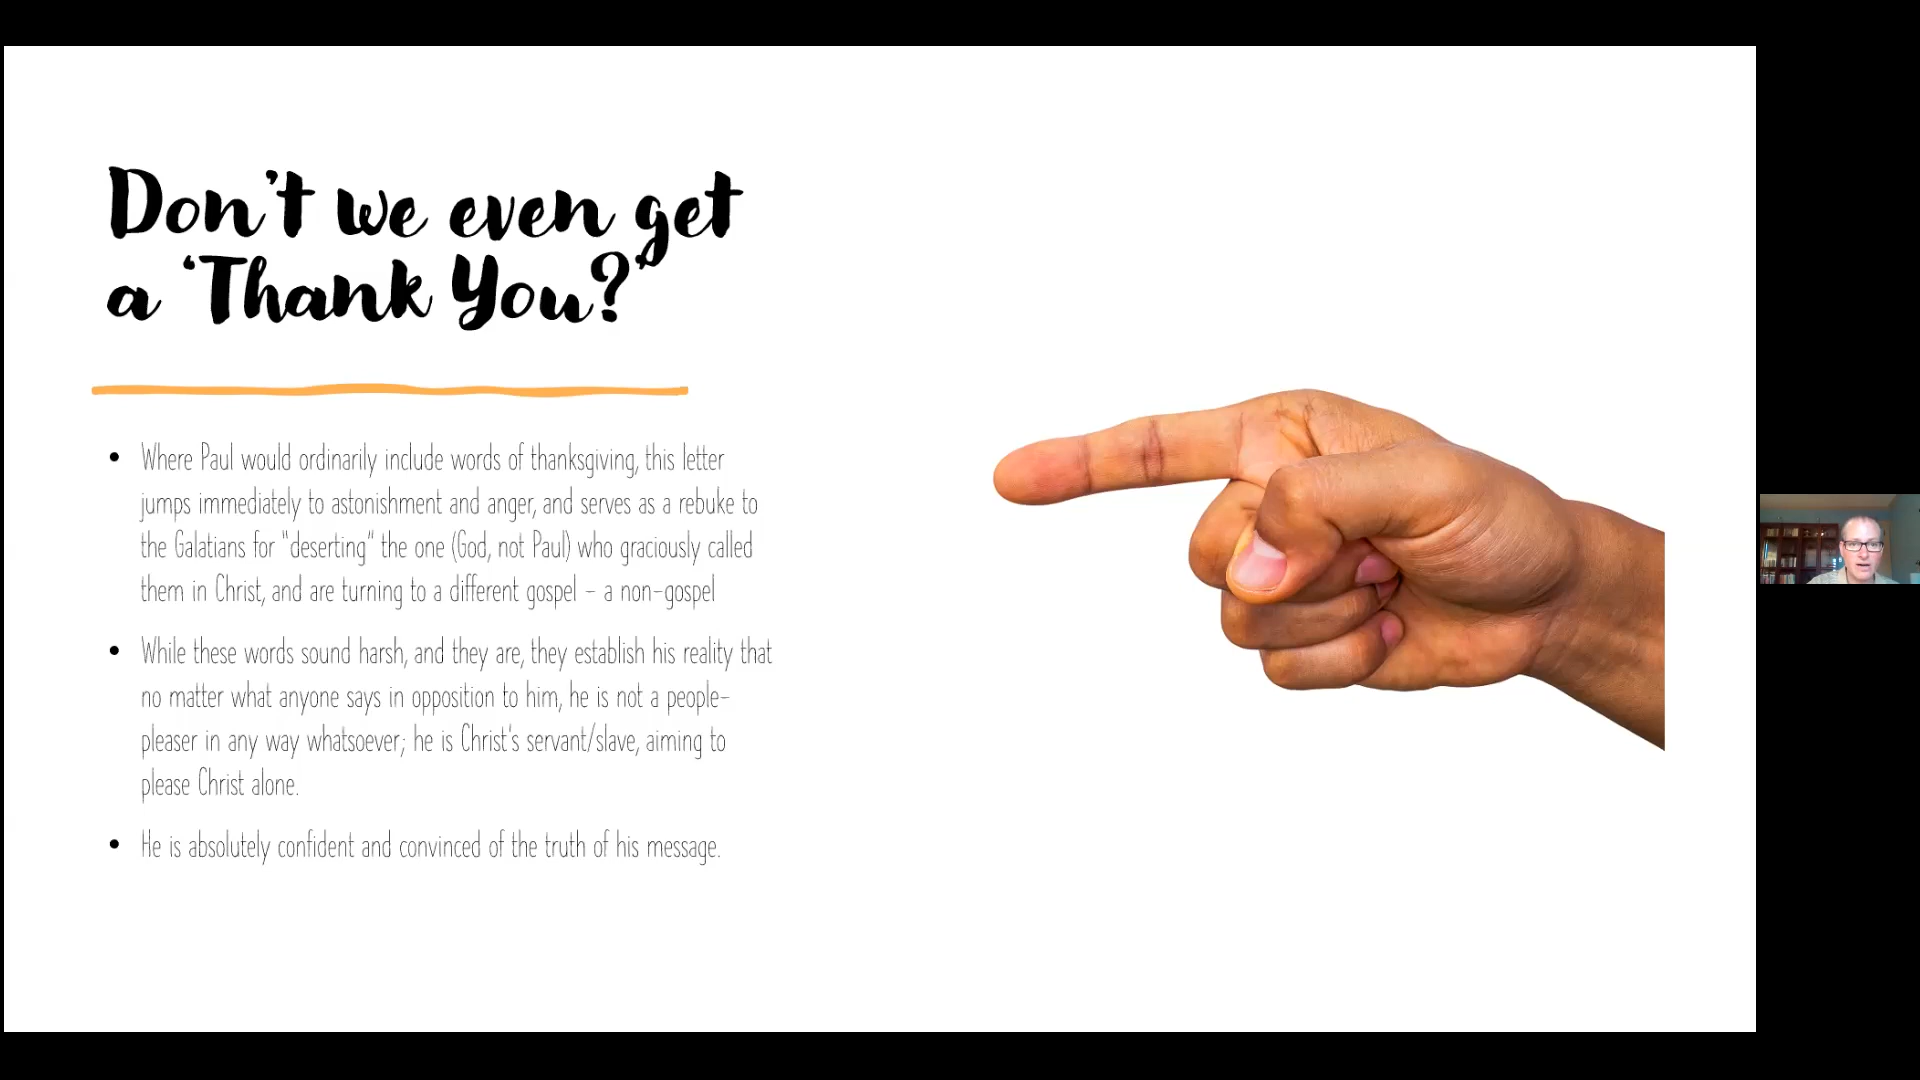 Don't we even get
a 'Thank You?'
• Where Paul would ordinarily include words of thanksgiving, this letter
jumps immediately to astonishment and anger, and serves as a rebuke to
the Galatians for "deserting" the one (God, not Paul) who graciously called
them in Christ, and are turning to a different gospel – a non-gospel
• While these words sound harsh, and they are, they establish his reality that
no matter what anyone says in opposition to him, he is not a people-
pleaser in any way whatsoever; he is Christ's servant/slave, aiming to
please Christ alone.
• He is absolutely confident and convinced of the truth of his message.